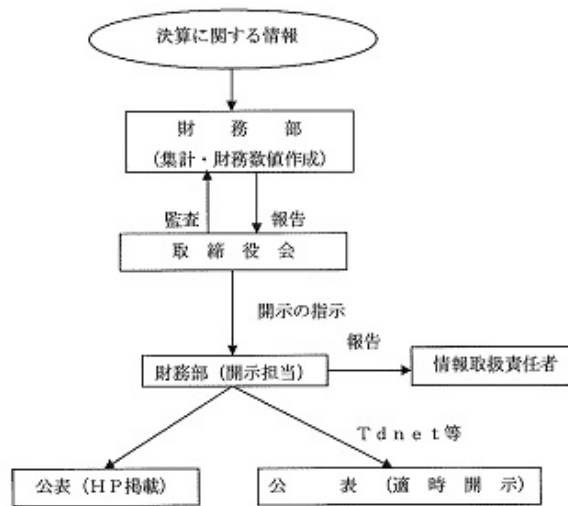 決算に関する情報
財　務　部
(集計・財務数値作成)
監査　報告
取　締　役　会
開示の指示
報告
財務部（開示担当）
情報取扱責任者
Ｔｄｎｅｔ等
公表（ＨＰ掲載）
公　表　（適　時　開　示）